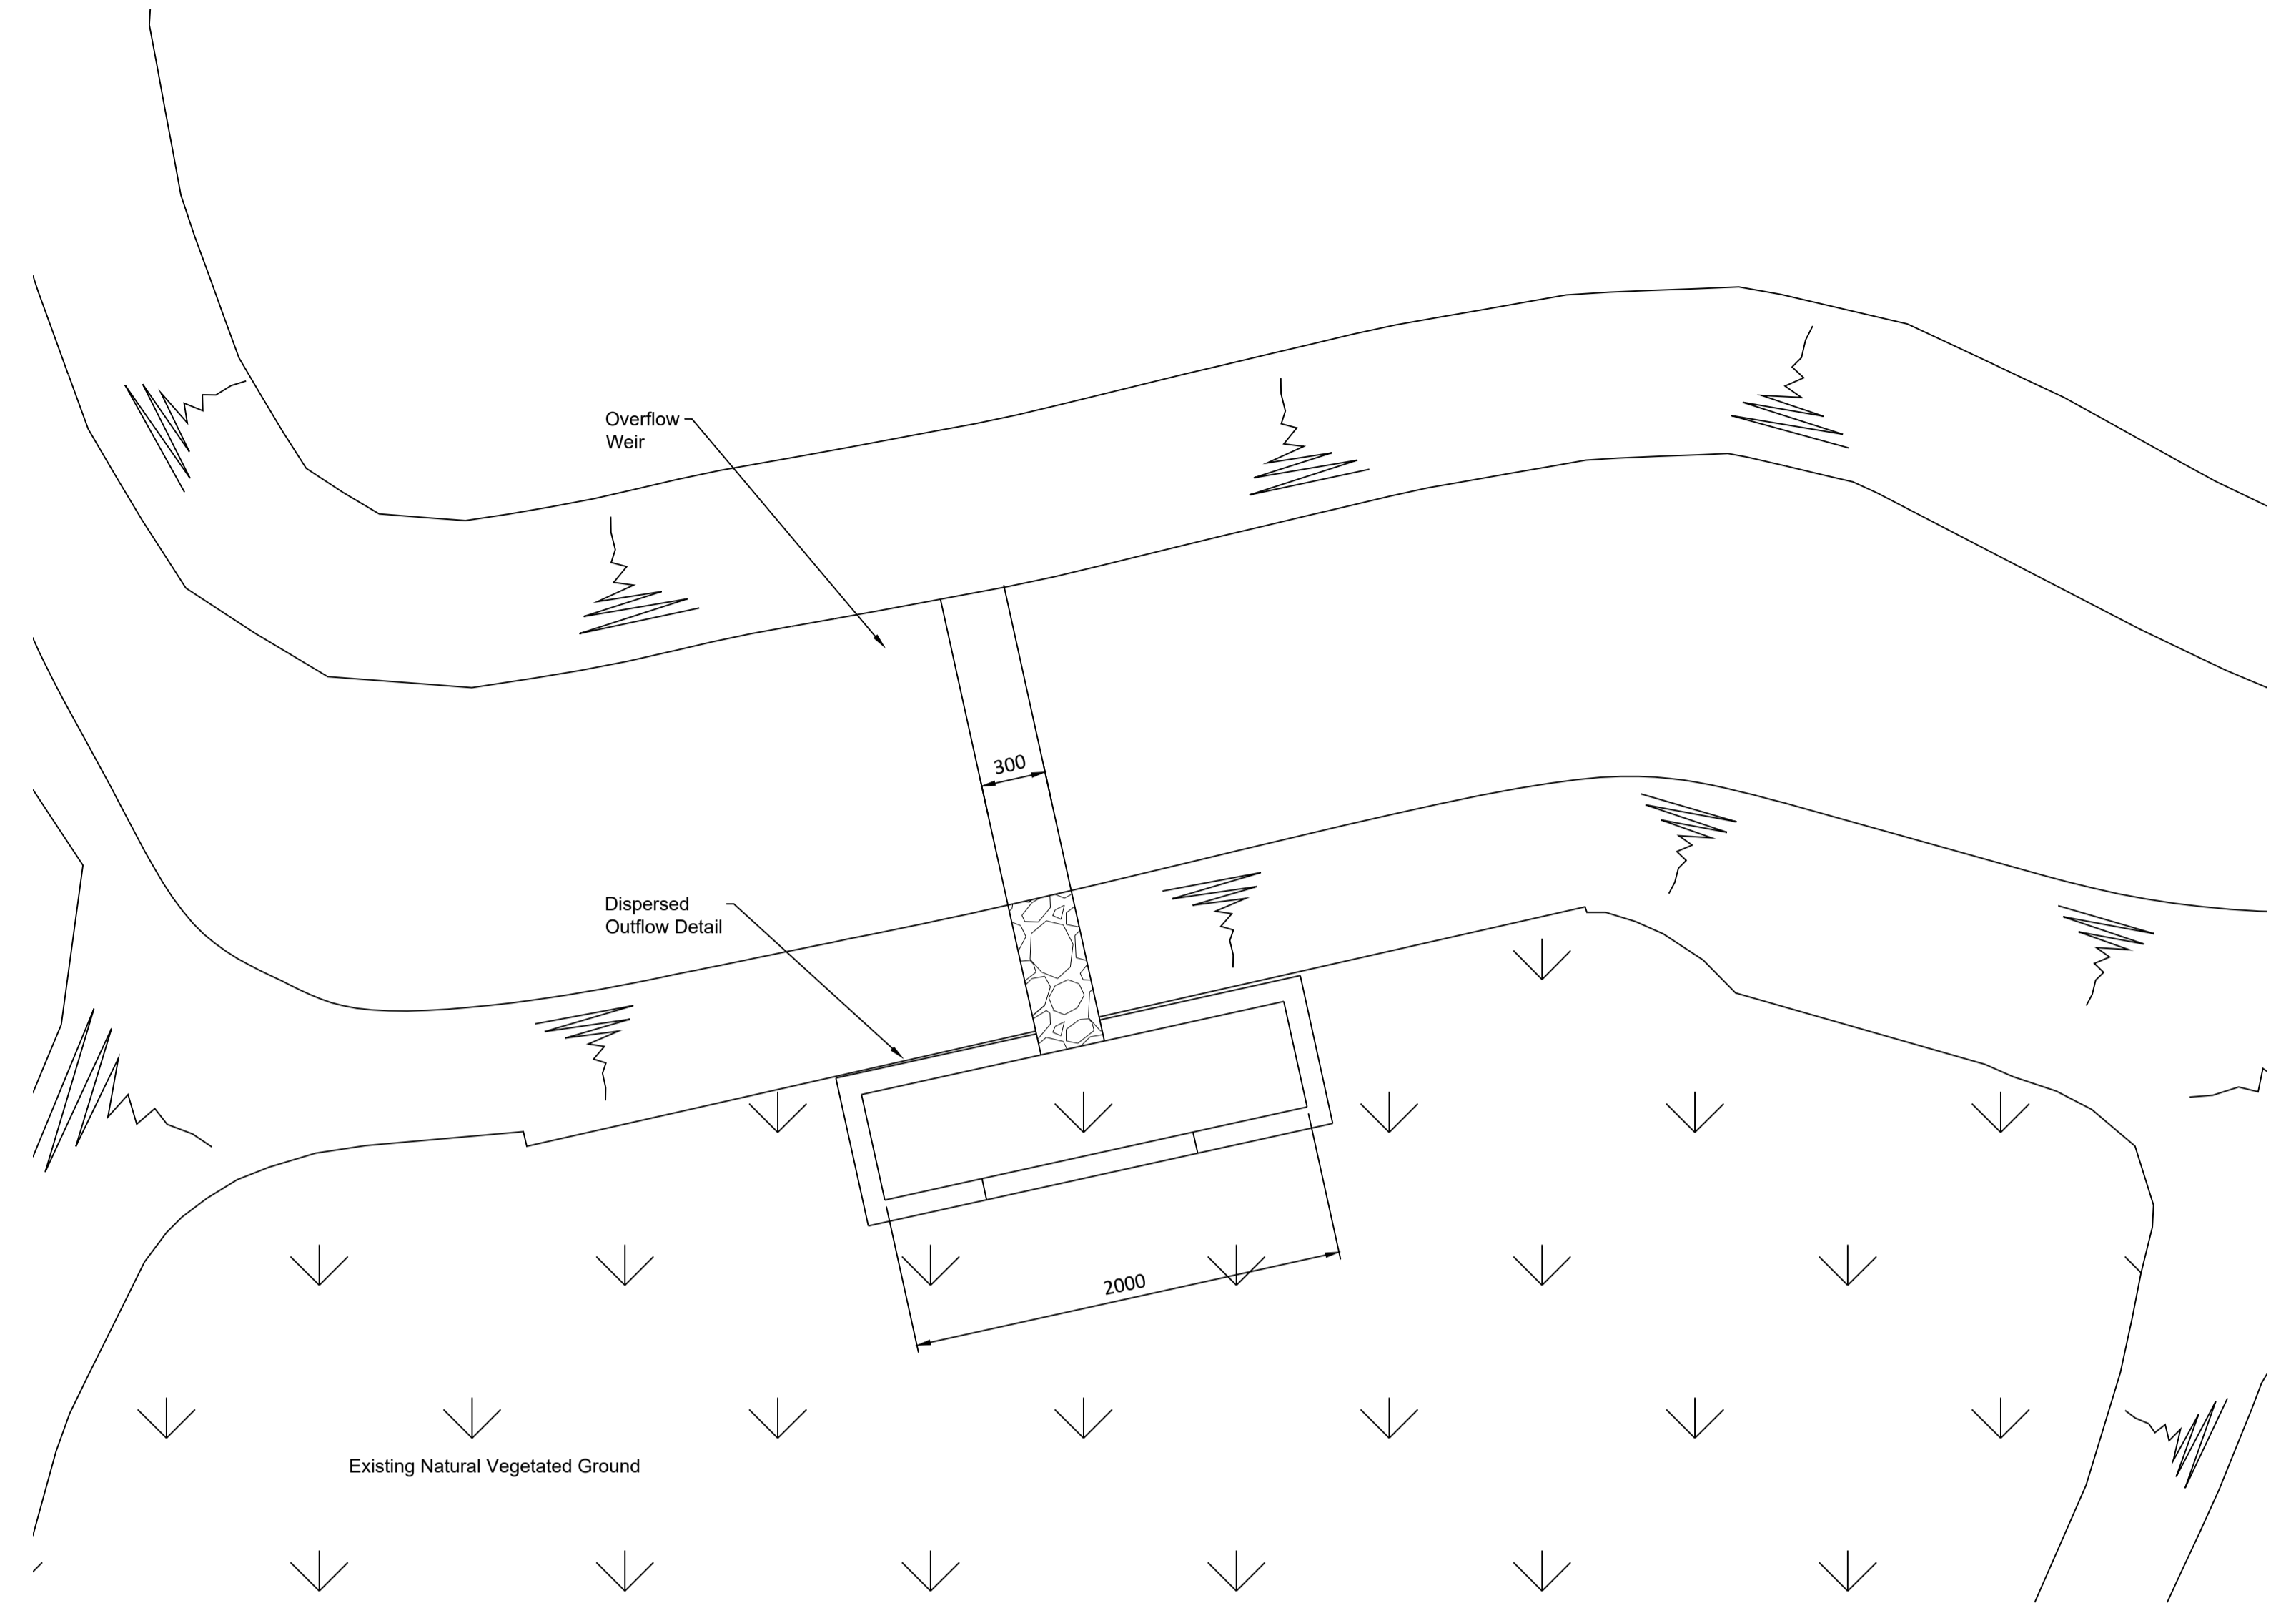 Overflow
Weir
300
Dispersed
Outflow Detail
2000
Existing Natural Vegetated Ground